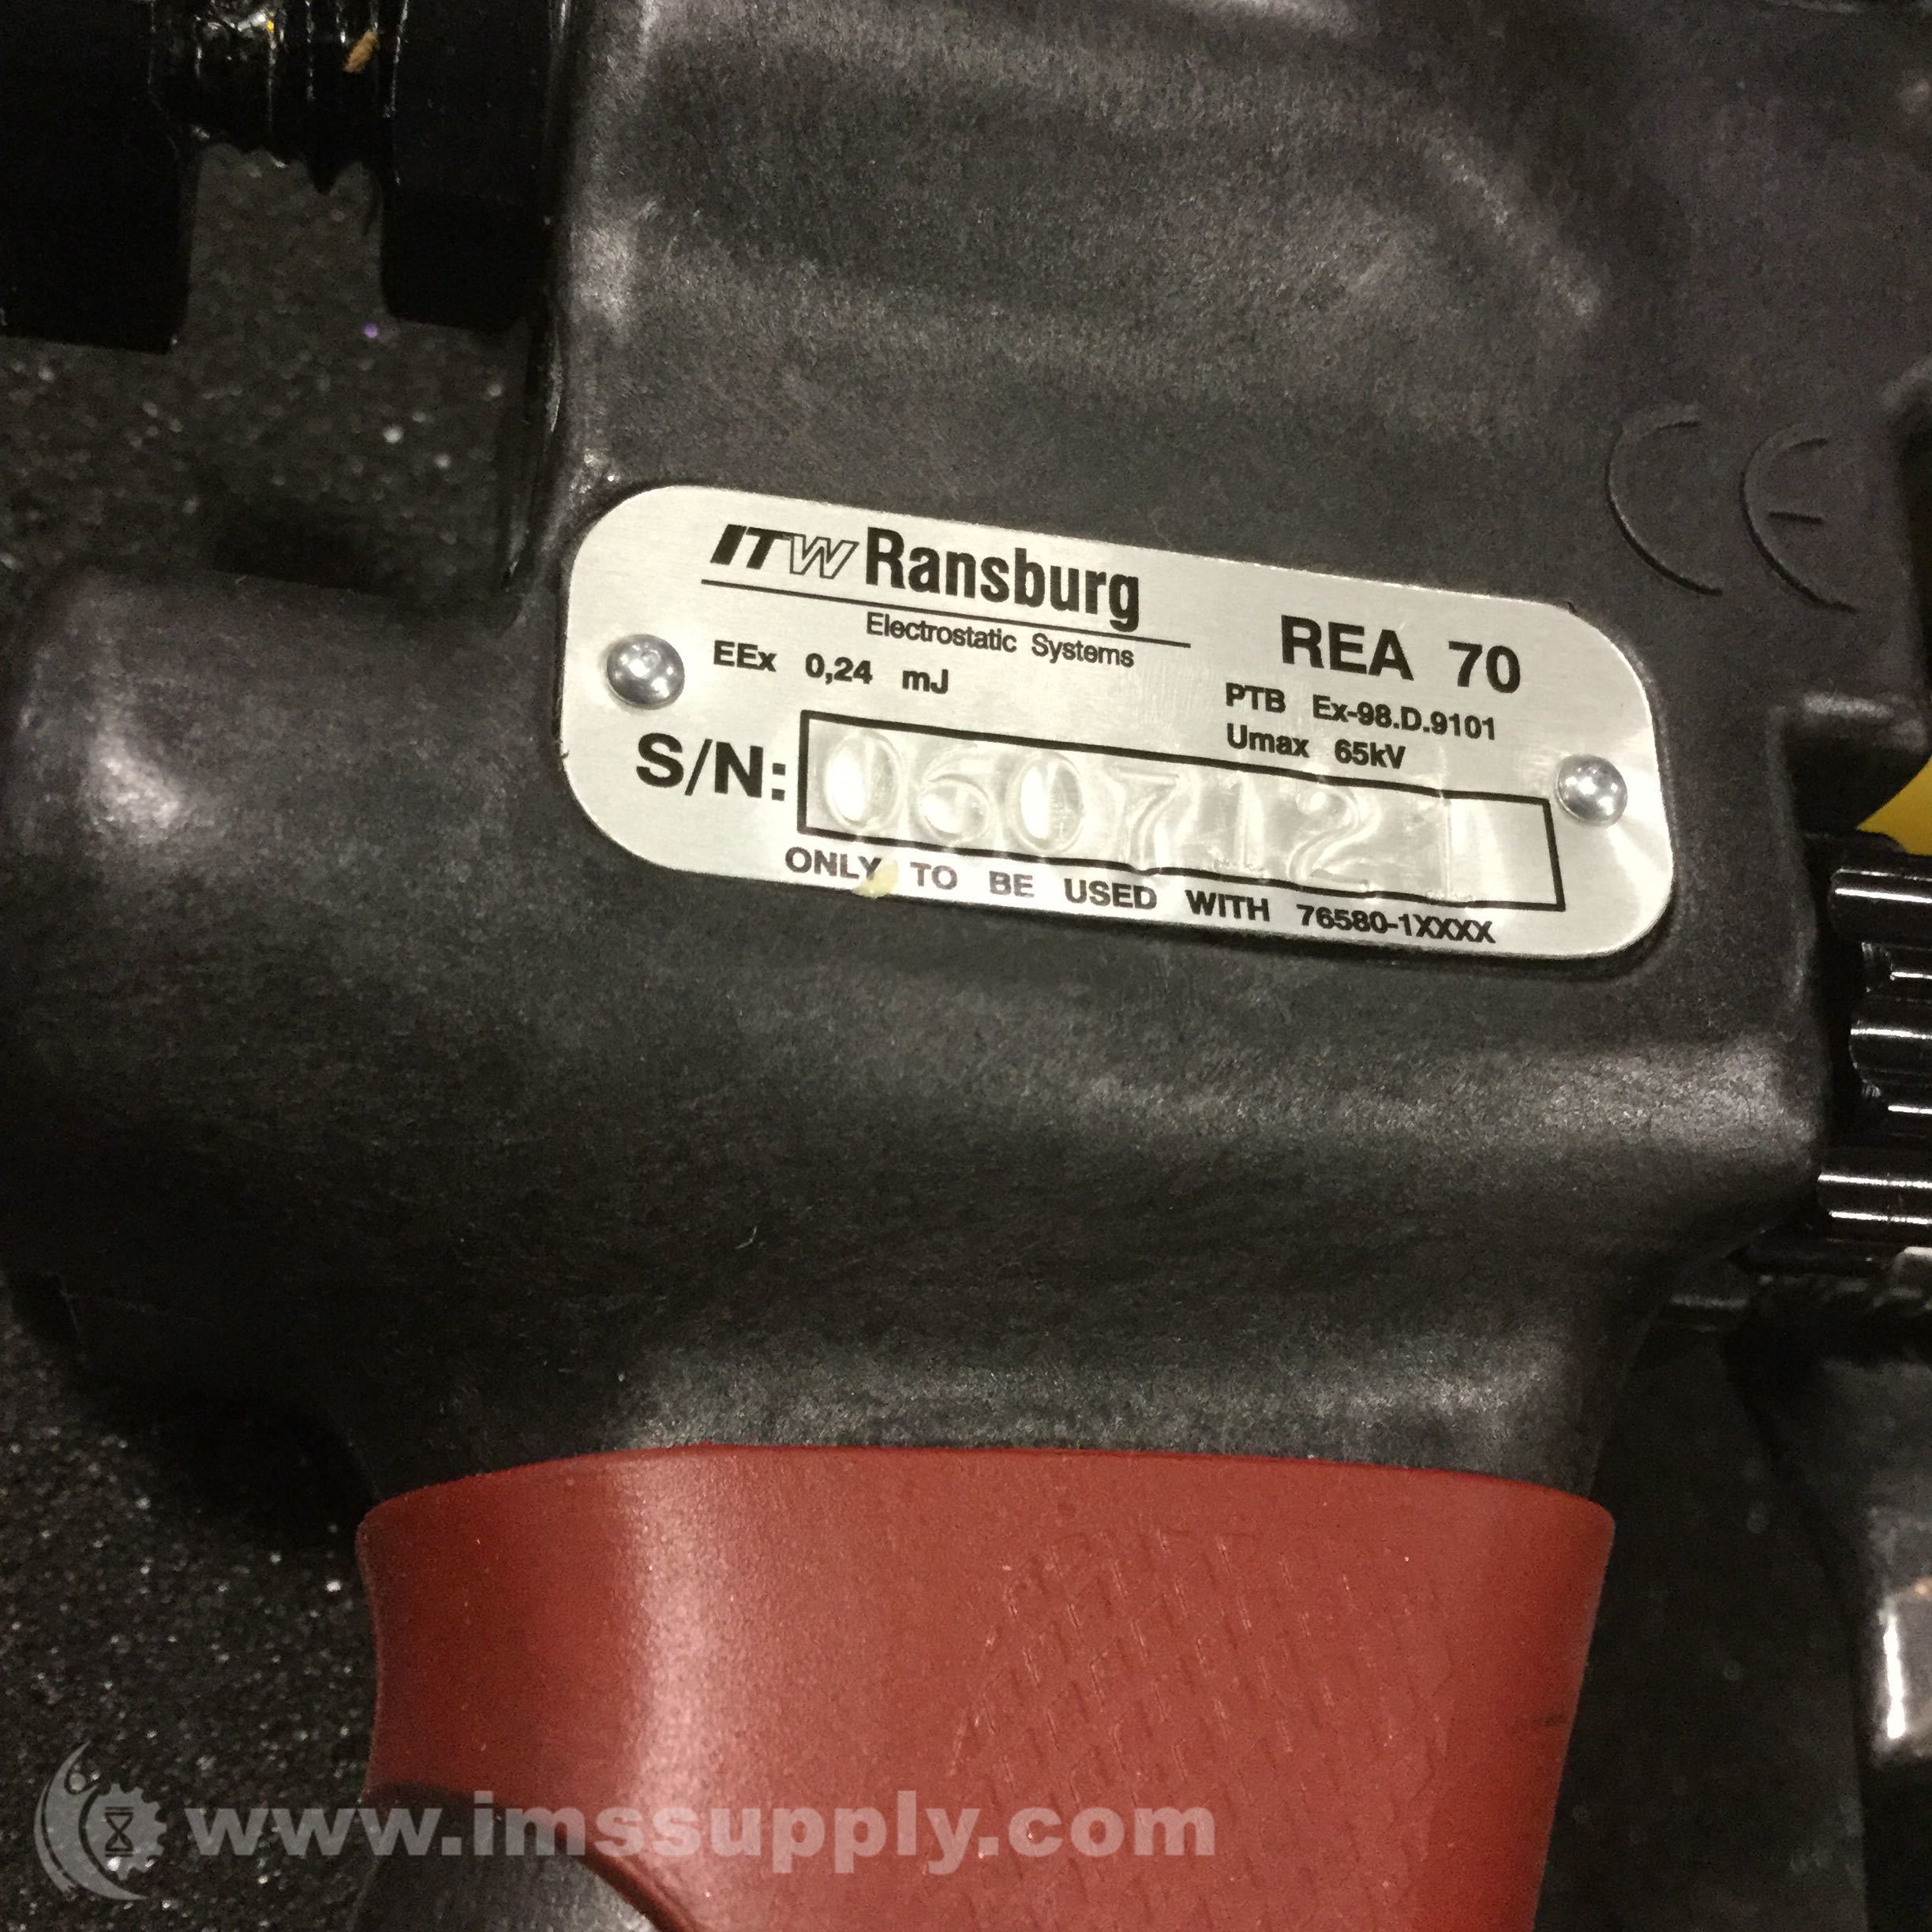 ITW Ransburg
Electrostatic Systems
REA 70
EEx 0,24 mJ
PTB Ex-98.D.9101
Umax 65kV
S/N: 0607121
ONLY TO BE USED WITH 76580-1XXXX
CE
www.imssupply.com